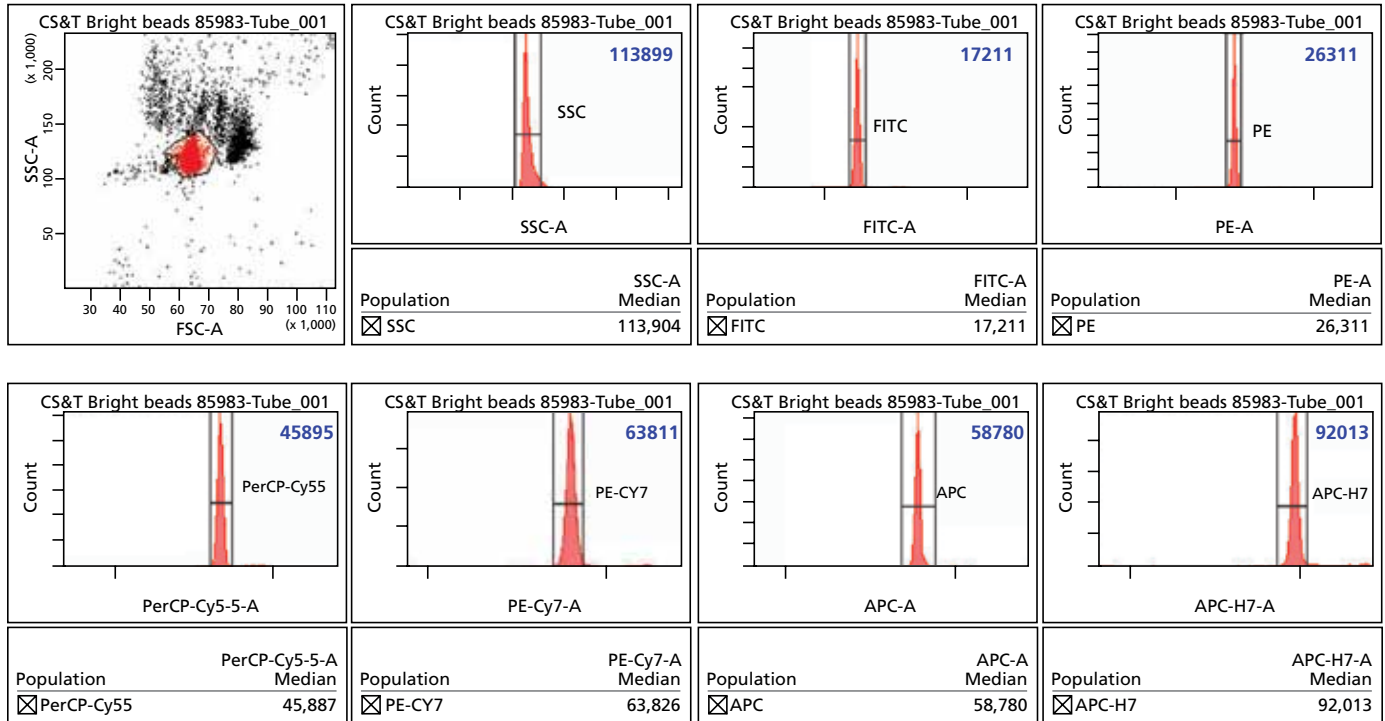 CS&T Bright beads 85983-Tube_001
(x 1,000)
200
150
100
50
SSC-A
30 40 50 60 70 80 90 100 110
FSC-A
(x 1,000)
CS&T Bright beads 85983-Tube_001
113899
Count
SSC
SSC-A
SSC-A
Population Median
SSC 113,904
CS&T Bright beads 85983-Tube_001
17211
Count
FITC
FITC-A
FITC-A
Population Median
FITC 17,211
CS&T Bright beads 85983-Tube_001
26311
Count
PE
PE-A
PE-A
Population Median
PE 26,311
CS&T Bright beads 85983-Tube_001
45895
Count
PerCP-Cy55
PerCP-Cy5-5-A
PerCP-Cy5-5-A
Population Median
PerCP-Cy55 45,887
CS&T Bright beads 85983-Tube_001
63811
Count
PE-CY7
PE-Cy7-A
PE-Cy7-A
Population Median
PE-CY7 63,826
CS&T Bright beads 85983-Tube_001
58780
Count
APC
APC-A
APC-A
Population Median
APC 58,780
CS&T Bright beads 85983-Tube_001
92013
Count
APC-H7
APC-H7-A
APC-H7-A
Population Median
APC-H7 92,013